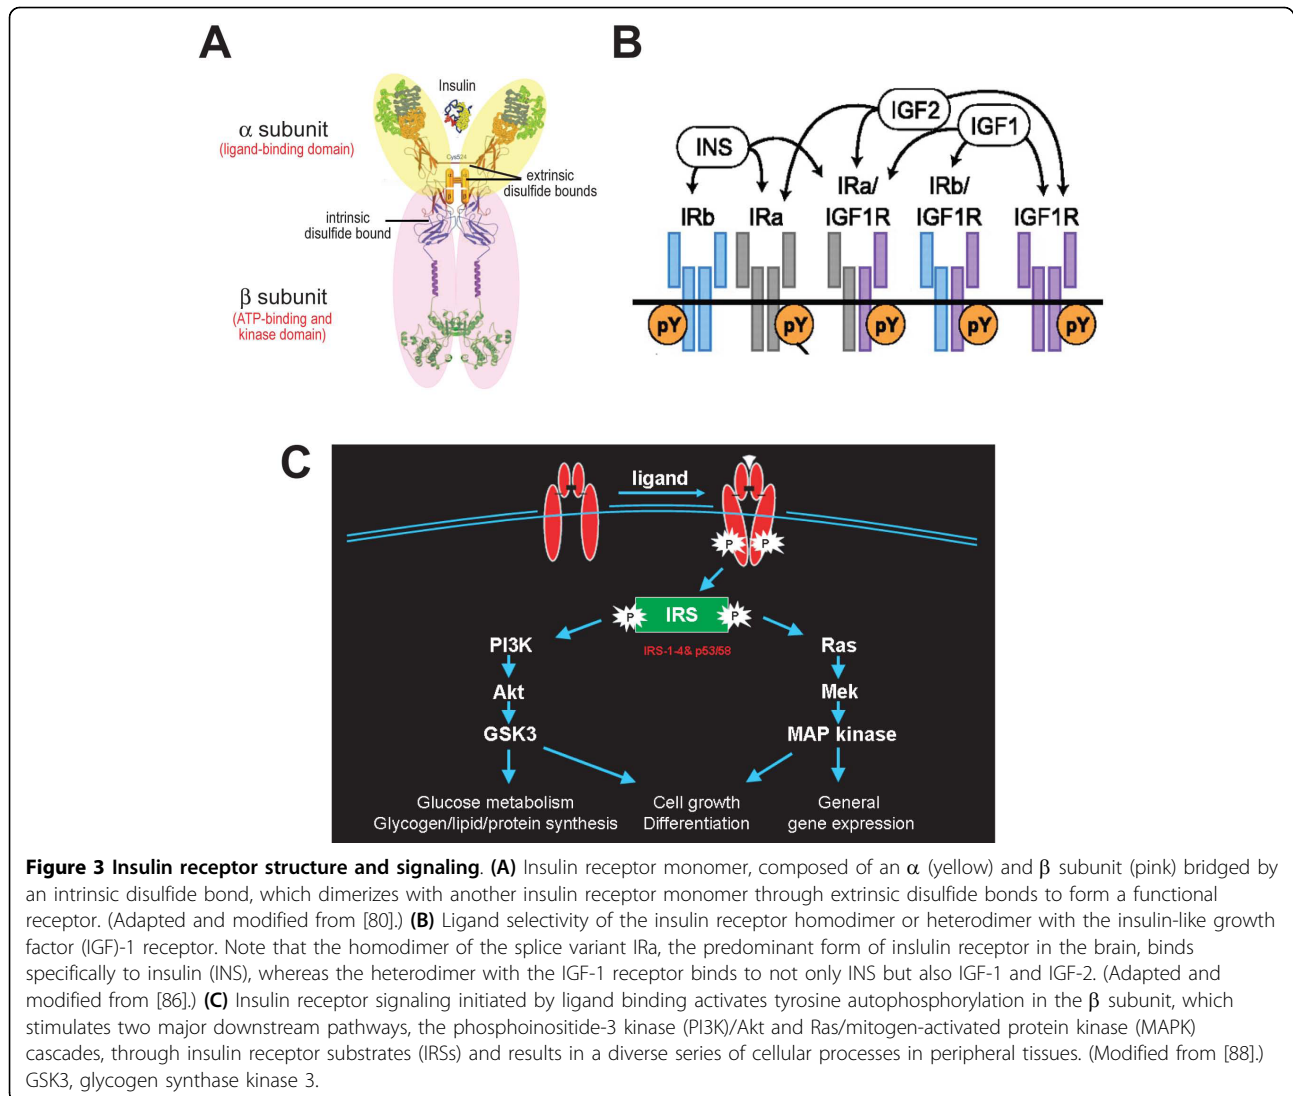 A
Insulin
α subunit
(ligand-binding domain)
Cys524
extrinsic
disulfide bounds
intrinsic
disulfide bound
β subunit
(ATP-binding and
kinase domain)
B
IGF2
IGF1
INS
IRa/ IRb/
IRb IRa IGF1R IGF1R IGF1R
pY pY pY pY pY
C
ligand
P P
P IRS P
IRS-1-4& p53/58
PI3K Ras
Akt Mek
GSK3 MAP kinase
Glucose metabolism Cell growth General
Glycogen/lipid/protein synthesis Differentiation gene expression
Figure 3 Insulin receptor structure and signaling. (A) Insulin receptor monomer, composed of an α (yellow) and β subunit (pink) bridged by
an intrinsic disulfide bond, which dimerizes with another insulin receptor monomer through extrinsic disulfide bonds to form a functional
receptor. (Adapted and modified from [80].) (B) Ligand selectivity of the insulin receptor homodimer or heterodimer with the insulin-like growth
factor (IGF)-1 receptor. Note that the homodimer of the splice variant IRa, the predominant form of inslulin receptor in the brain, binds
specifically to insulin (INS), whereas the heterodimer with the IGF-1 receptor binds to not only INS but also IGF-1 and IGF-2. (Adapted and
modified from [86].) (C) Insulin receptor signaling initiated by ligand binding activates tyrosine autophosphorylation in the β subunit, which
stimulates two major downstream pathways, the phosphoinositide-3 kinase (PI3K)/Akt and Ras/mitogen-activated protein kinase (MAPK)
cascades, through insulin receptor substrates (IRSs) and results in a diverse series of cellular processes in peripheral tissues. (Modified from [88].)
GSK3, glycogen synthase kinase 3.